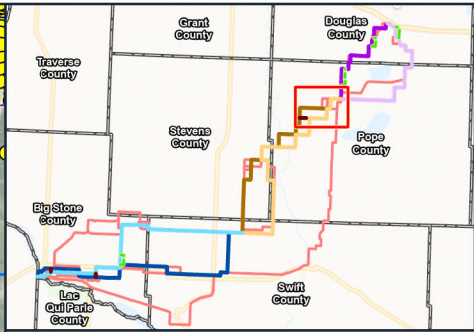 Grant
County
Douglas
County
Traverse
County
Stevens
County
Pope
County
Big Stone
County
Swift
County
Lac
Qui Parle
County